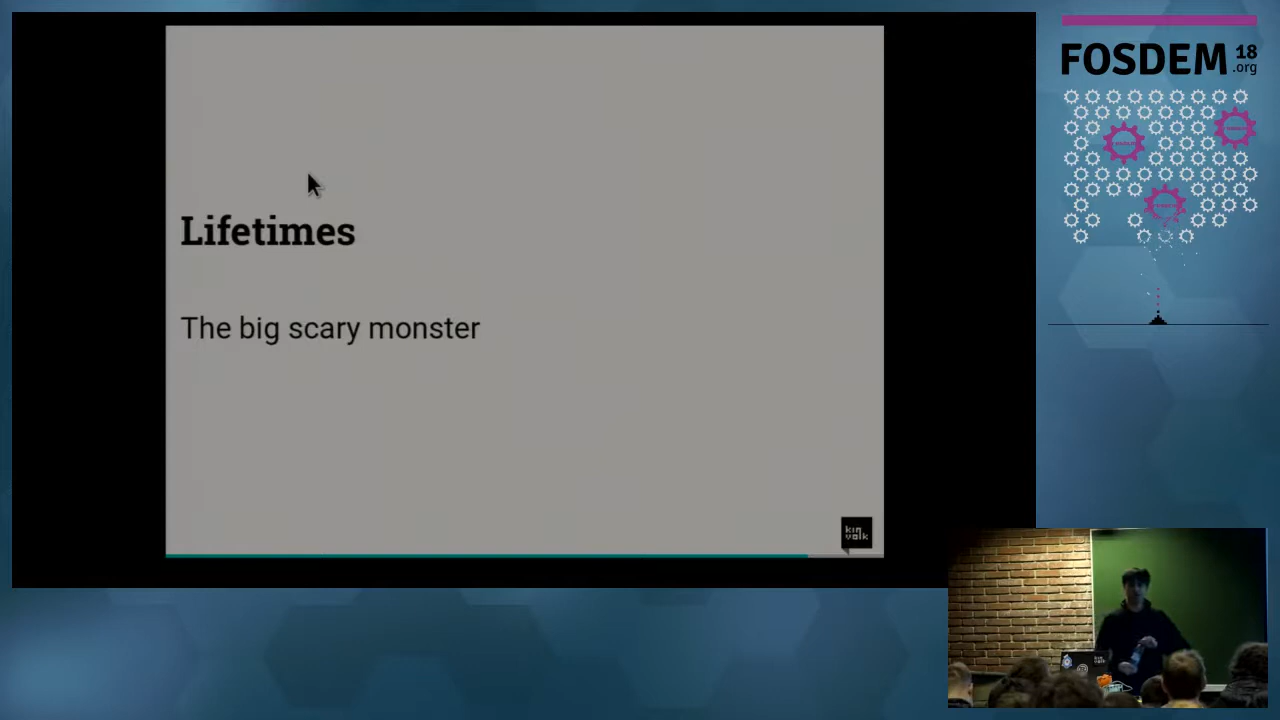 Lifetimes
The big scary monster
kin
volk
FOSDEM
18
.org